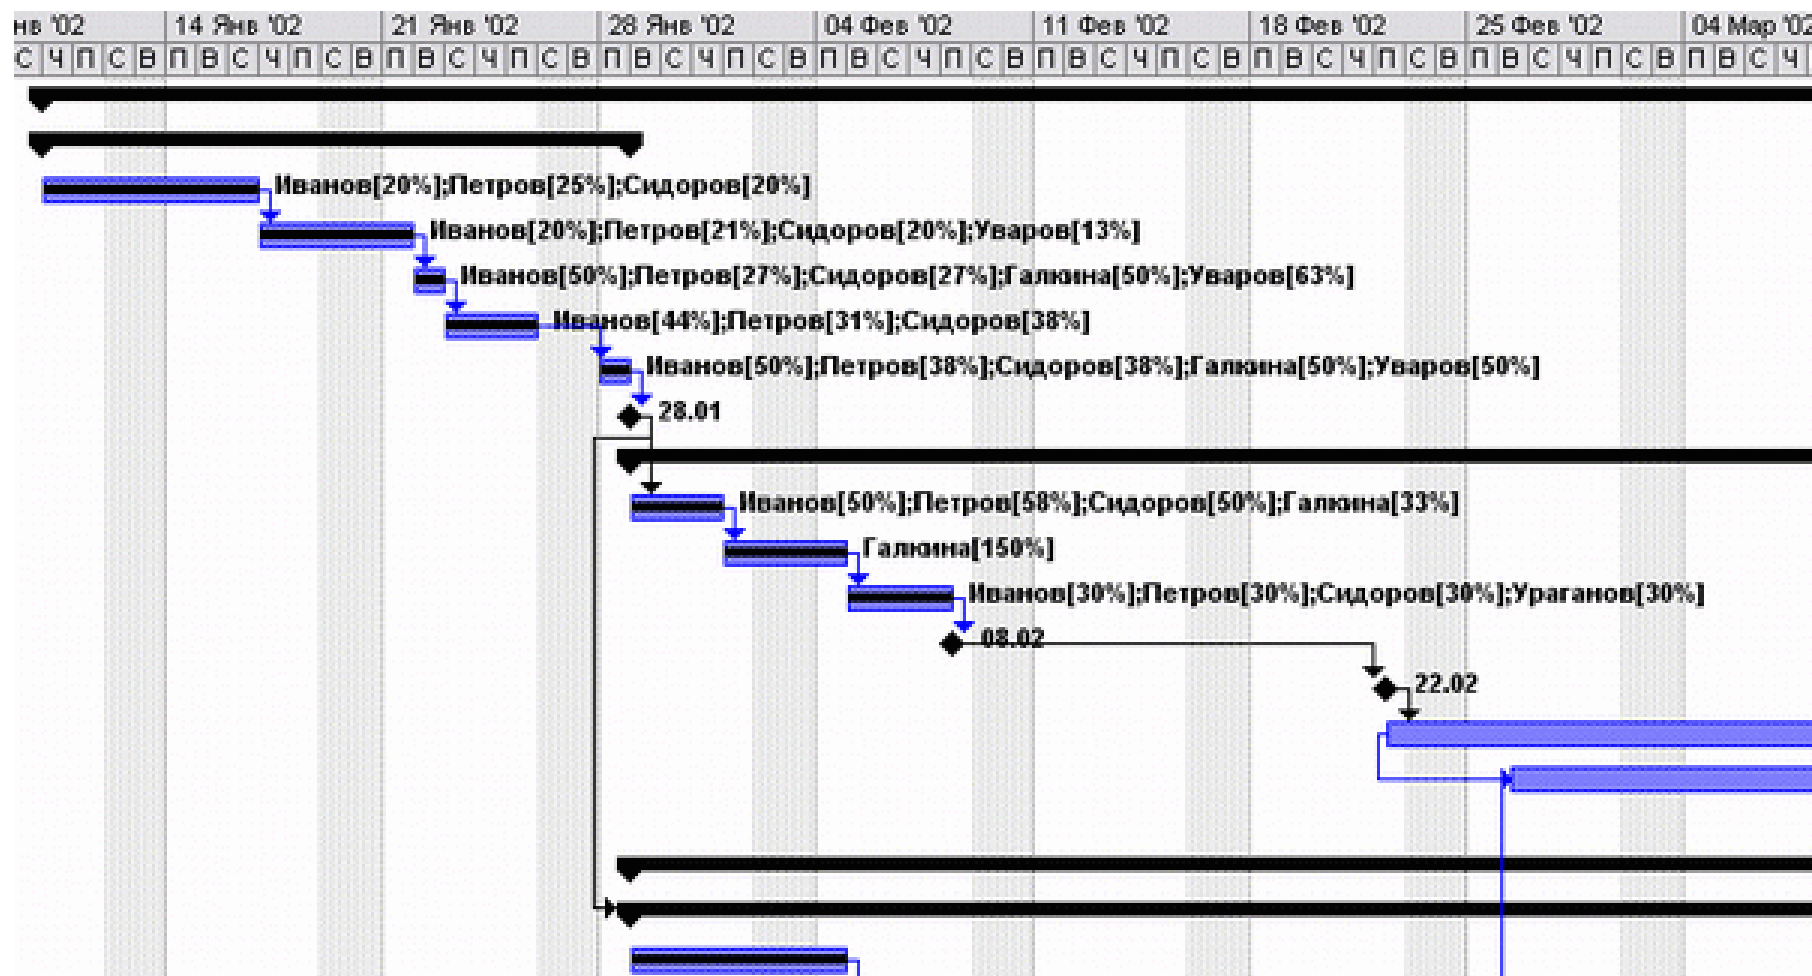 нв '02 14 Янв '02 21 Янв '02 28 Янв '02 04 Фев '02 11 Фев '02 18 Фев '02 25 Фев '02 04 Мар '02
С Ч П С В П В С Ч П С В П В С Ч П С В П В С Ч П С В П В С Ч П С В П В С Ч П С В П В С Ч П С В П В С Ч П С В П В С Ч
Иванов[20%];Петров[25%];Сидоров[20%]
Иванов[20%];Петров[21%];Сидоров[20%];Уваров[13%]
Иванов[50%];Петров[27%];Сидоров[27%];Галкина[50%];Уваров[63%]
Иванов[44%];Петров[31%];Сидоров[38%]
Иванов[50%];Петров[38%];Сидоров[38%];Галкина[50%];Уваров[50%]
28.01
Иванов[50%];Петров[58%];Сидоров[50%];Галкина[33%]
Галкина[150%]
Иванов[30%];Петров[30%];Сидоров[30%];Ураганов[30%]
08.02
22.02